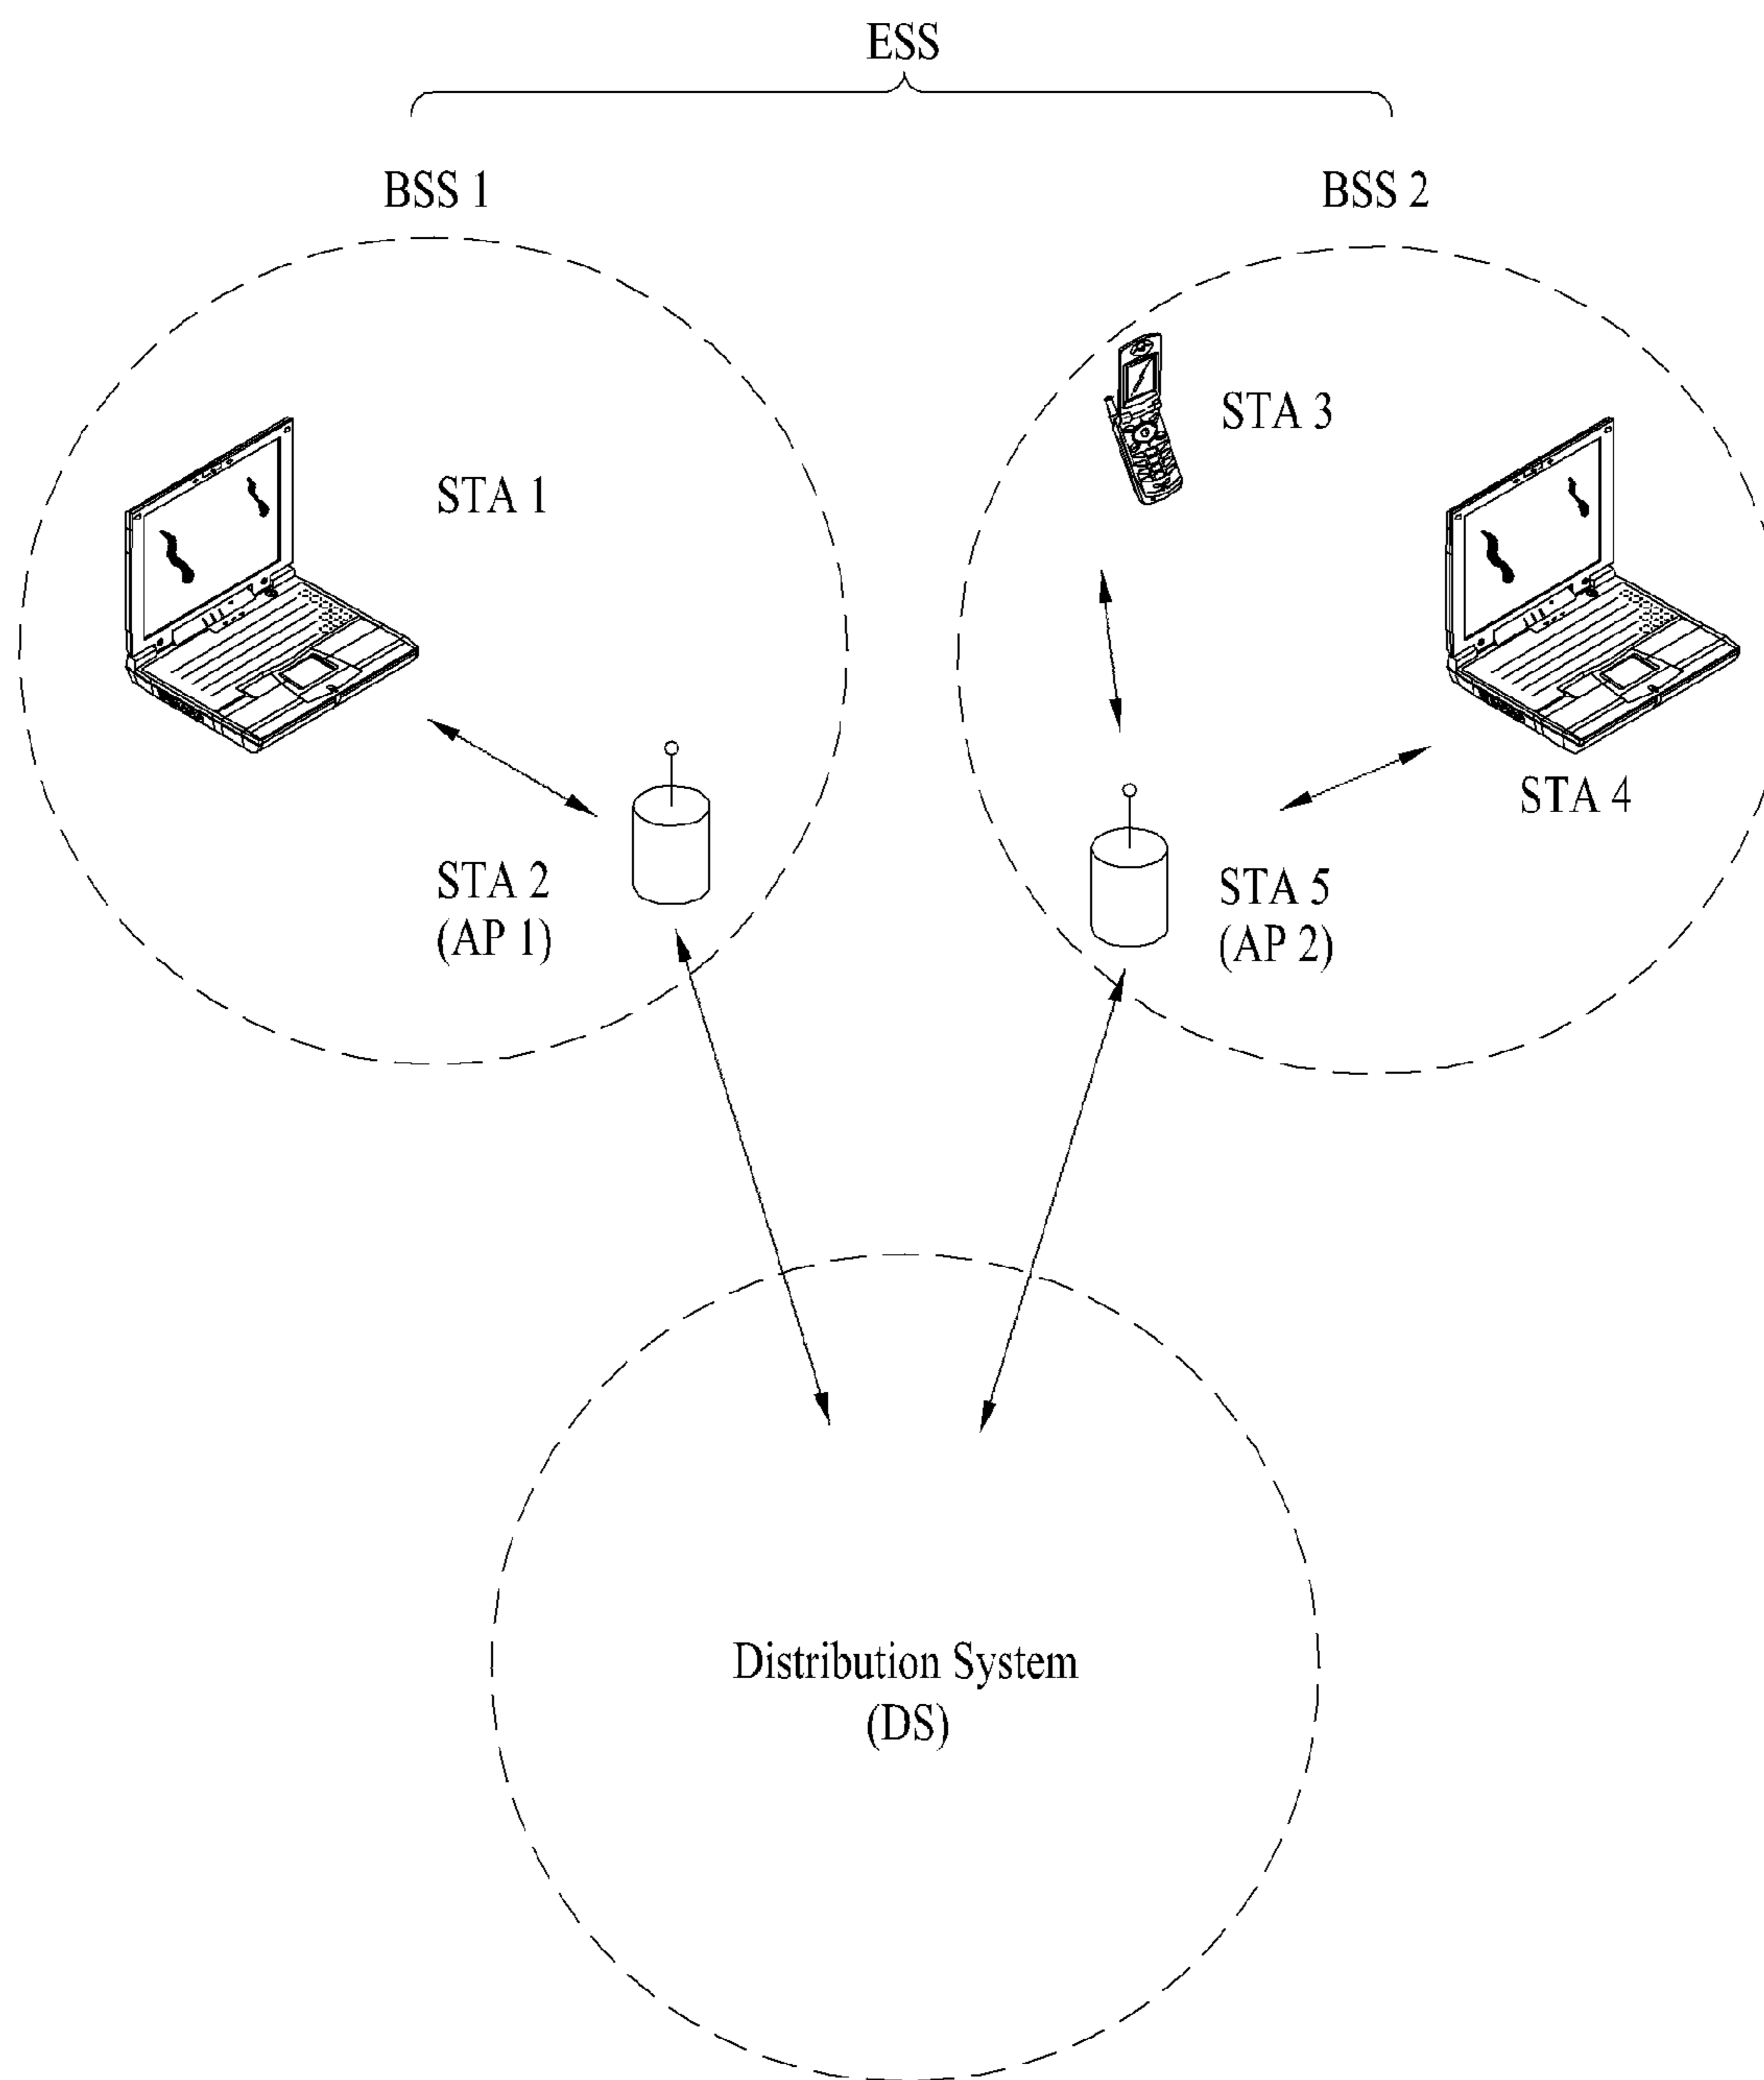 ESS
BSS 1
BSS 2
STA 3
STA 1
STA 4
STA 2
(AP 1)
STA 5
(AP 2)
Distribution System
(DS)